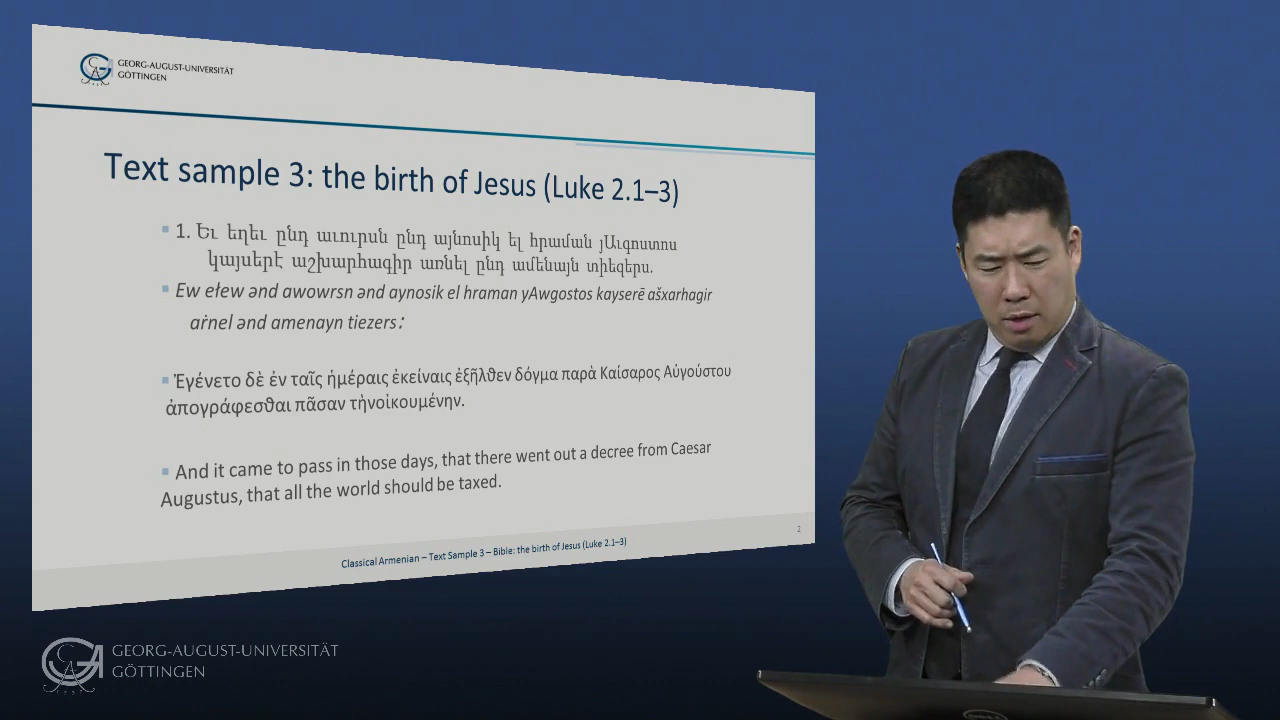 GEORG-AUGUST-UNIVERSITÄT
GÖTTINGEN
Text sample 3: the birth of Jesus (Luke 2.1–3)
1. Եւ եղեւ ընդ աւուրսն ընդ այնոսիկ ել հրաման յԱւգոստոս
կայսերէ աշխարհագիր առնել ընդ ամենայն տիեզերս.
Ew ełew ənd awowrsn ənd aynosik el hraman yAwgostos kayserē ašxarhagir
aṙnel ənd amenayn tiezers:
Ἐγένετο δὲ ἐν ταῖς ἡμέραις ἐκείναις ἐξῆλθεν δόγμα παρὰ Καίσαρος Αὐγούστου
ἀπογράφεσθαι πᾶσαν τὴνοἰκουμένην.
And it came to pass in those days, that there went out a decree from Caesar
Augustus, that all the world should be taxed.
2
Classical Armenian – Text Sample 3 – Bible: the birth of Jesus (Luke 2.1–3)
GEORG-AUGUST-UNIVERSITÄT
GÖTTINGEN
DELL